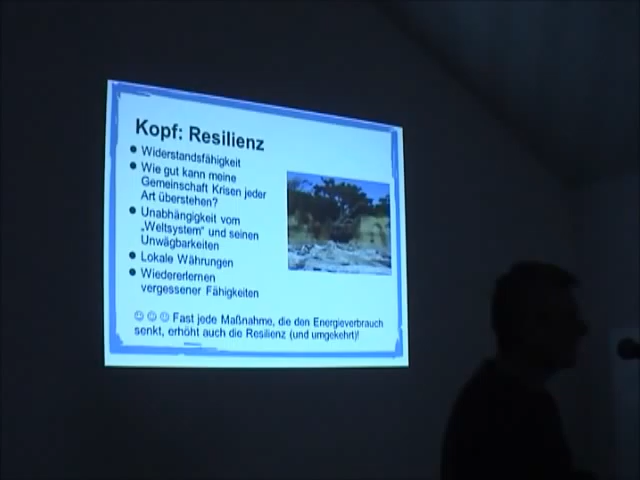 Kopf: Resilienz
● Widerstandsfähigkeit
● Wie gut kann meine
Gemeinschaft Krisen jeder
Art überstehen?
● Unabhängigkeit vom
„Weltsystem“ und seinen
Unwägbarkeiten
● Lokale Währungen
● Wiedererlernen
vergessener Fähigkeiten
☺☺☺ Fast jede Maßnahme, die den Energieverbrauch
senkt, erhöht auch die Resilienz (und umgekehrt)!